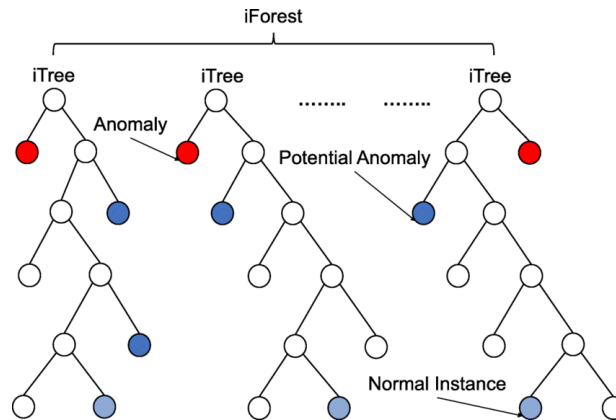 iForest
iTree iTree iTree
........ ........
Anomaly
Potential Anomaly
Normal Instance